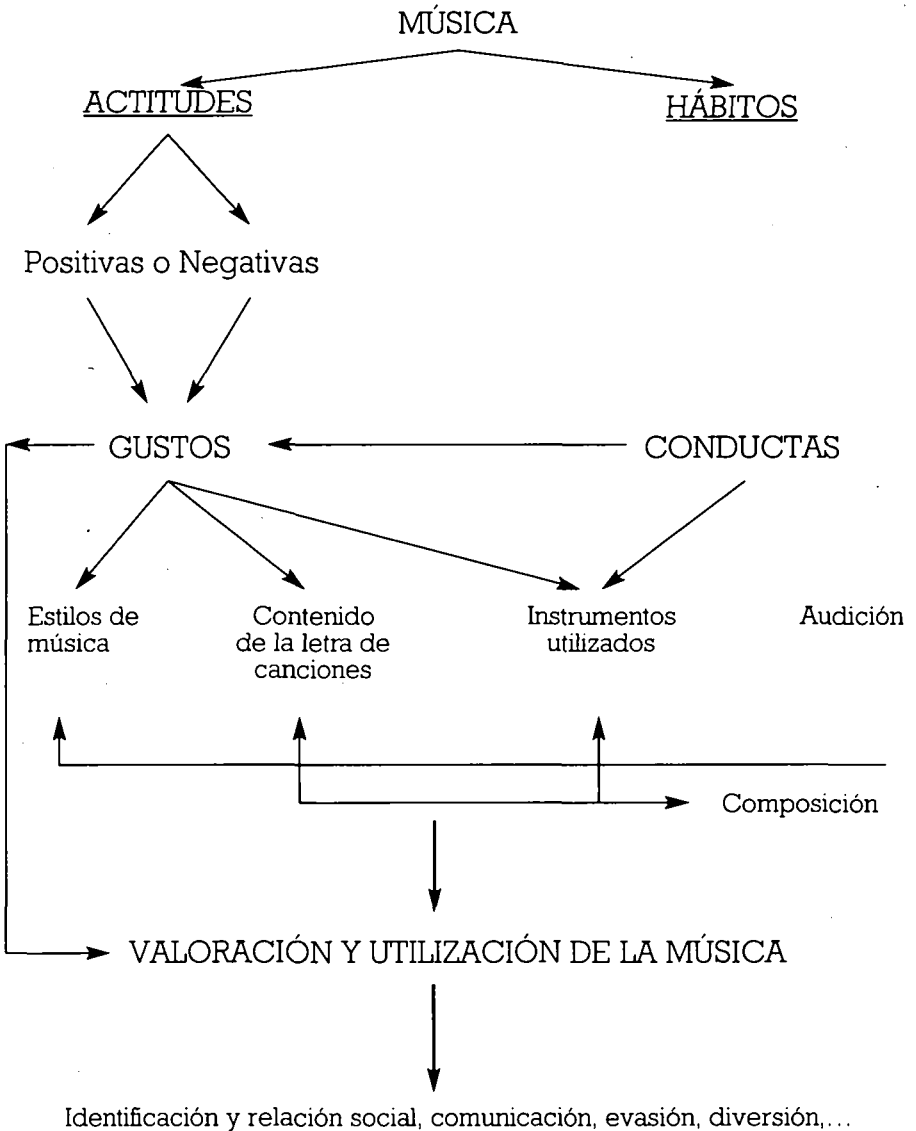 MÚSICA
ACTITUDES
HÁBITOS
Positivas o Negativas
GUSTOS
CONDUCTAS
Estilos de
música
Contenido
de la letra de
canciones
Instrumentos
utilizados
Audición
Composición
VALORACIÓN Y UTILIZACIÓN DE LA MÚSICA
Identificación y relación social, comunicación, evasión, diversión,...